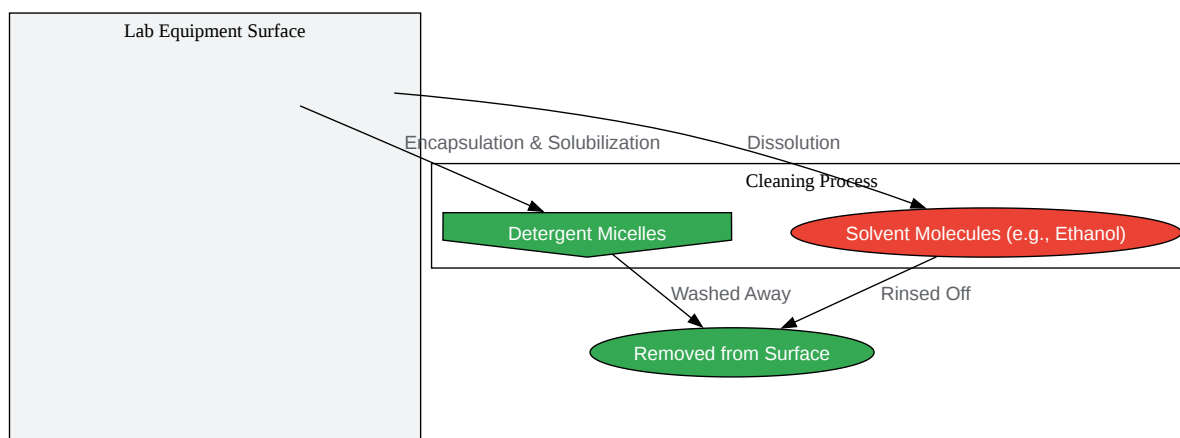 Lab Equipment Surface
Encapsulation & Solubilization
Dissolution
Cleaning Process
Detergent Micelles
Solvent Molecules (e.g., Ethanol)
Washed Away
Rinsed Off
Removed from Surface